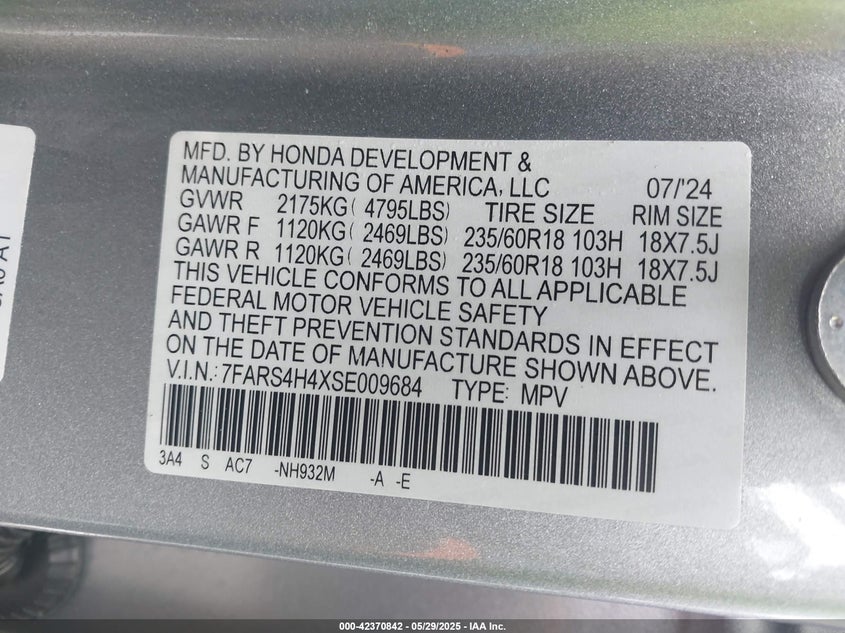 MFD. BY HONDA DEVELOPMENT &
MANUFACTURING OF AMERICA, LLC 07/'24
GVWR 2175KG( 4795LBS) TIRE SIZE RIM SIZE
GAWR F 1120KG( 2469LBS) 235/60R18 103H 18X7.5J
GAWR R 1120KG( 2469LBS) 235/60R18 103H 18X7.5J
THIS VEHICLE CONFORMS TO ALL APPLICABLE
FEDERAL MOTOR VEHICLE SAFETY
AND THEFT PREVENTION STANDARDS IN EFFECT
ON THE DATE OF MANUFACTURE SHOWN ABOVE.
V.I.N.: 7FARS4H4XSE009684 TYPE: MPV
3A4 S AC7 -NH932M -A -E
000-42370842 - 05/29/2025 - IAA Inc.